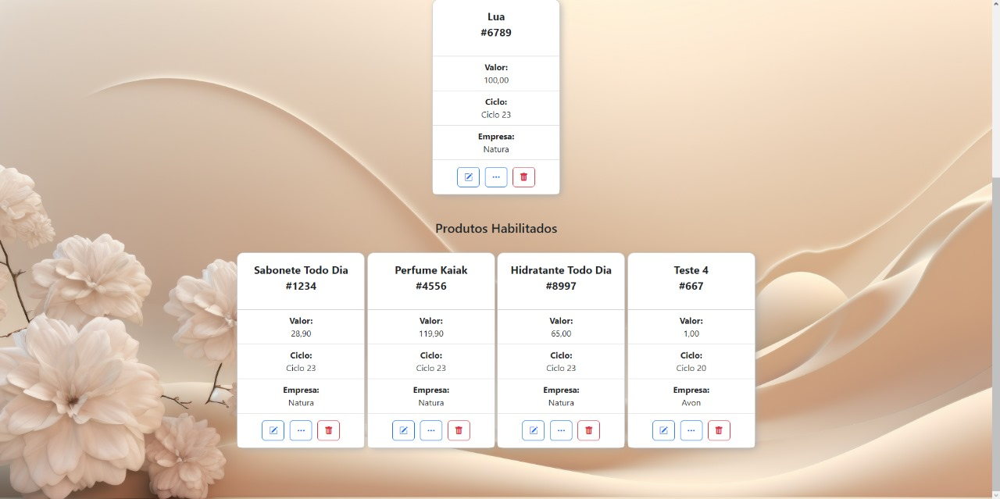 Lua
#6789
Valor:
100,00
Ciclo:
Ciclo 23
Empresa:
Natura
Produtos Habilitados
Sabonete Todo Dia
#1234
Valor:
28,90
Ciclo:
Ciclo 23
Empresa:
Natura
Perfume Kaiak
#4556
Valor:
119,90
Ciclo:
Ciclo 23
Empresa:
Natura
Hidratante Todo Dia
#8997
Valor:
65,00
Ciclo:
Ciclo 23
Empresa:
Natura
Teste 4
#667
Valor:
1,00
Ciclo:
Ciclo 20
Empresa:
Avon